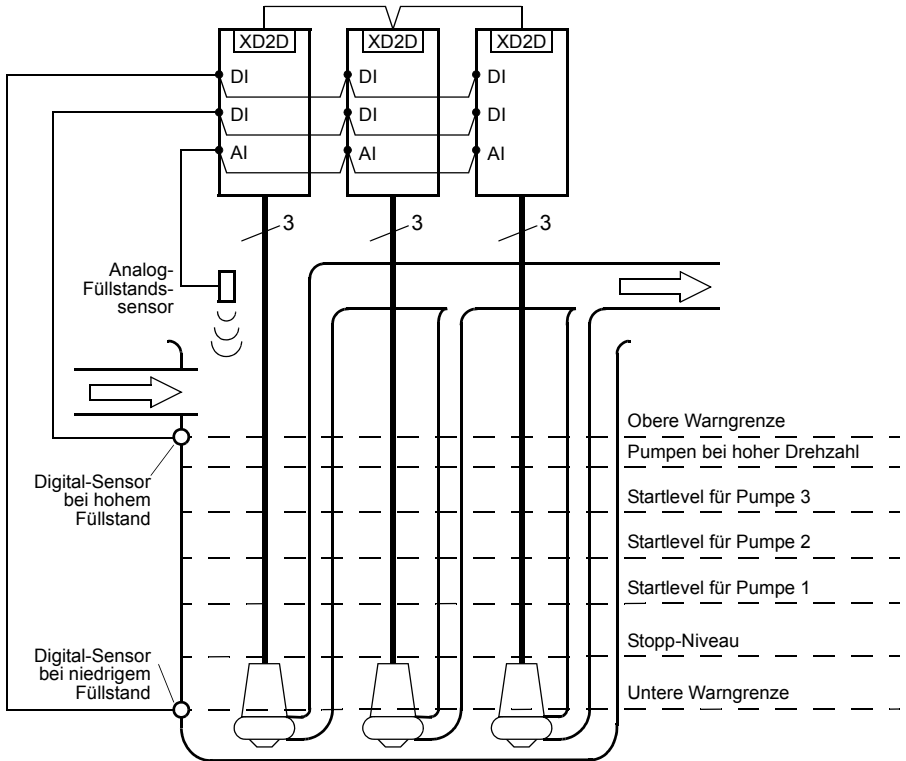 XD2D XD2D XD2D
DI DI DI
DI DI DI
AI AI AI
3 3 3
Analog-
Füllstands-
sensor
Obere Warngrenze
Pumpen bei hoher Drehzahl
Digital-Sensor
bei hohem
Füllstand
Startlevel für Pumpe 3
Startlevel für Pumpe 2
Startlevel für Pumpe 1
Stopp-Niveau
Digital-Sensor
bei niedrigem
Füllstand
Untere Warngrenze